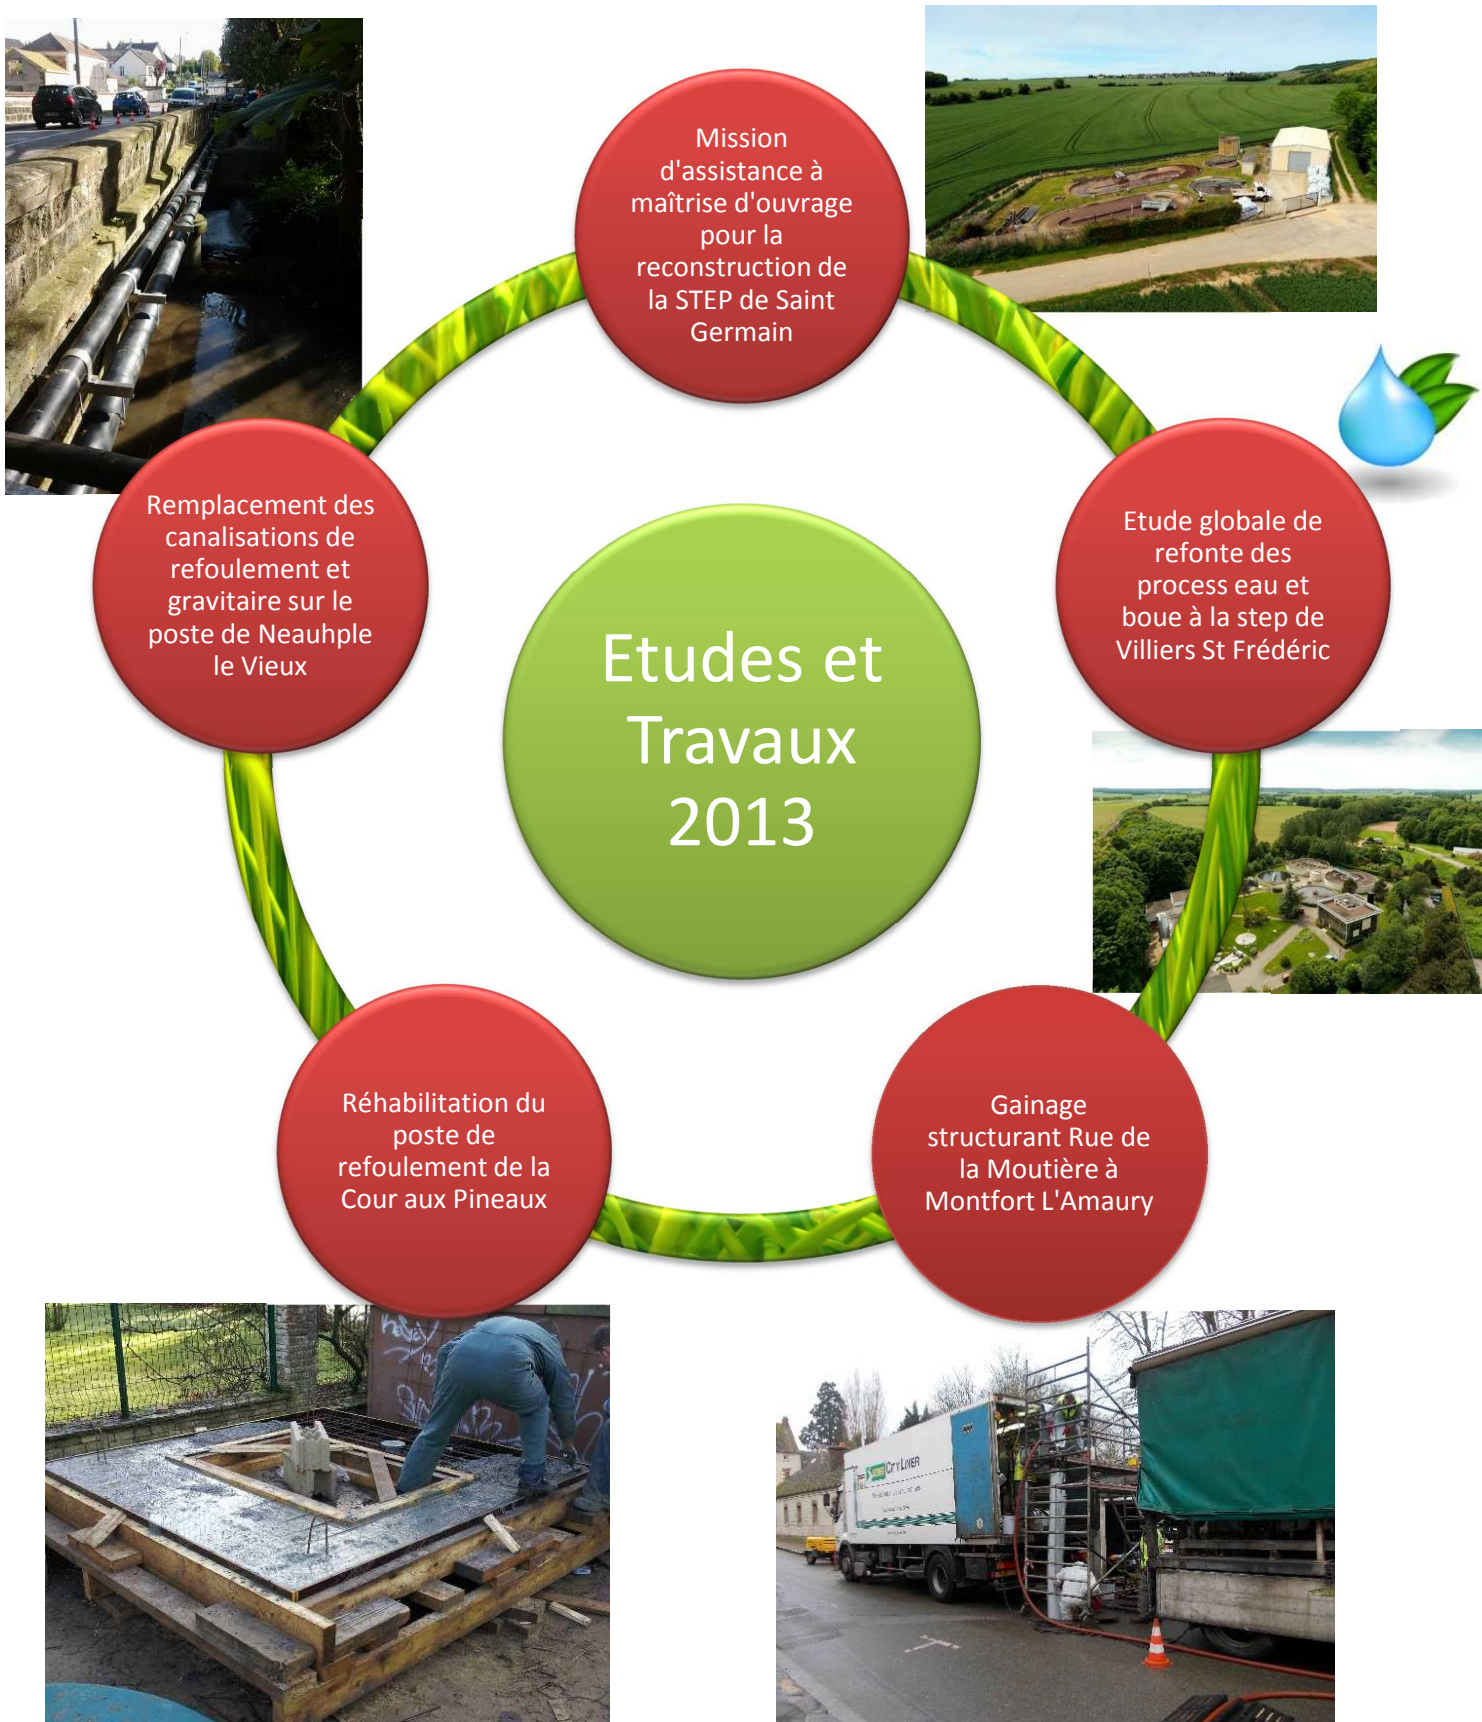 Mission
d'assistance à
maîtrise d'ouvrage
pour la
reconstruction de
la STEP de Saint
Germain
Remplacement des
canalisations de
refoulement et
gravitaire sur le
poste de Neauhple
le Vieux
Etude globale de
refonte des
process eau et
boue à la step de
Villiers St Frédéric
Etudes et
Travaux
2013
Réhabilitation du
poste de
refoulement de la
Cour aux Pineaux
Gainage
structurant Rue de
la Moutière à
Montfort L'Amaury
CITY LINER